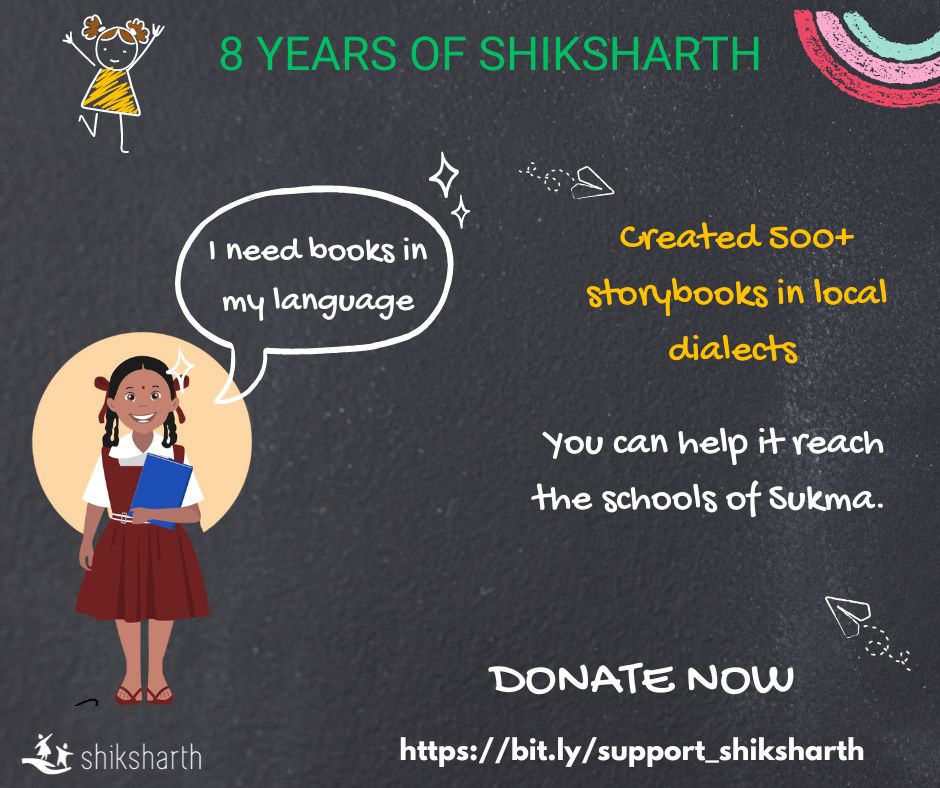 8 YEARS OF SHIKSHARTH
I need books in
my language
Created 500+
storybooks in local
dialects
You can help it reach
the schools of Sukma.
DONATE NOW
https://bit.ly/support_shiksharth
shiksharth